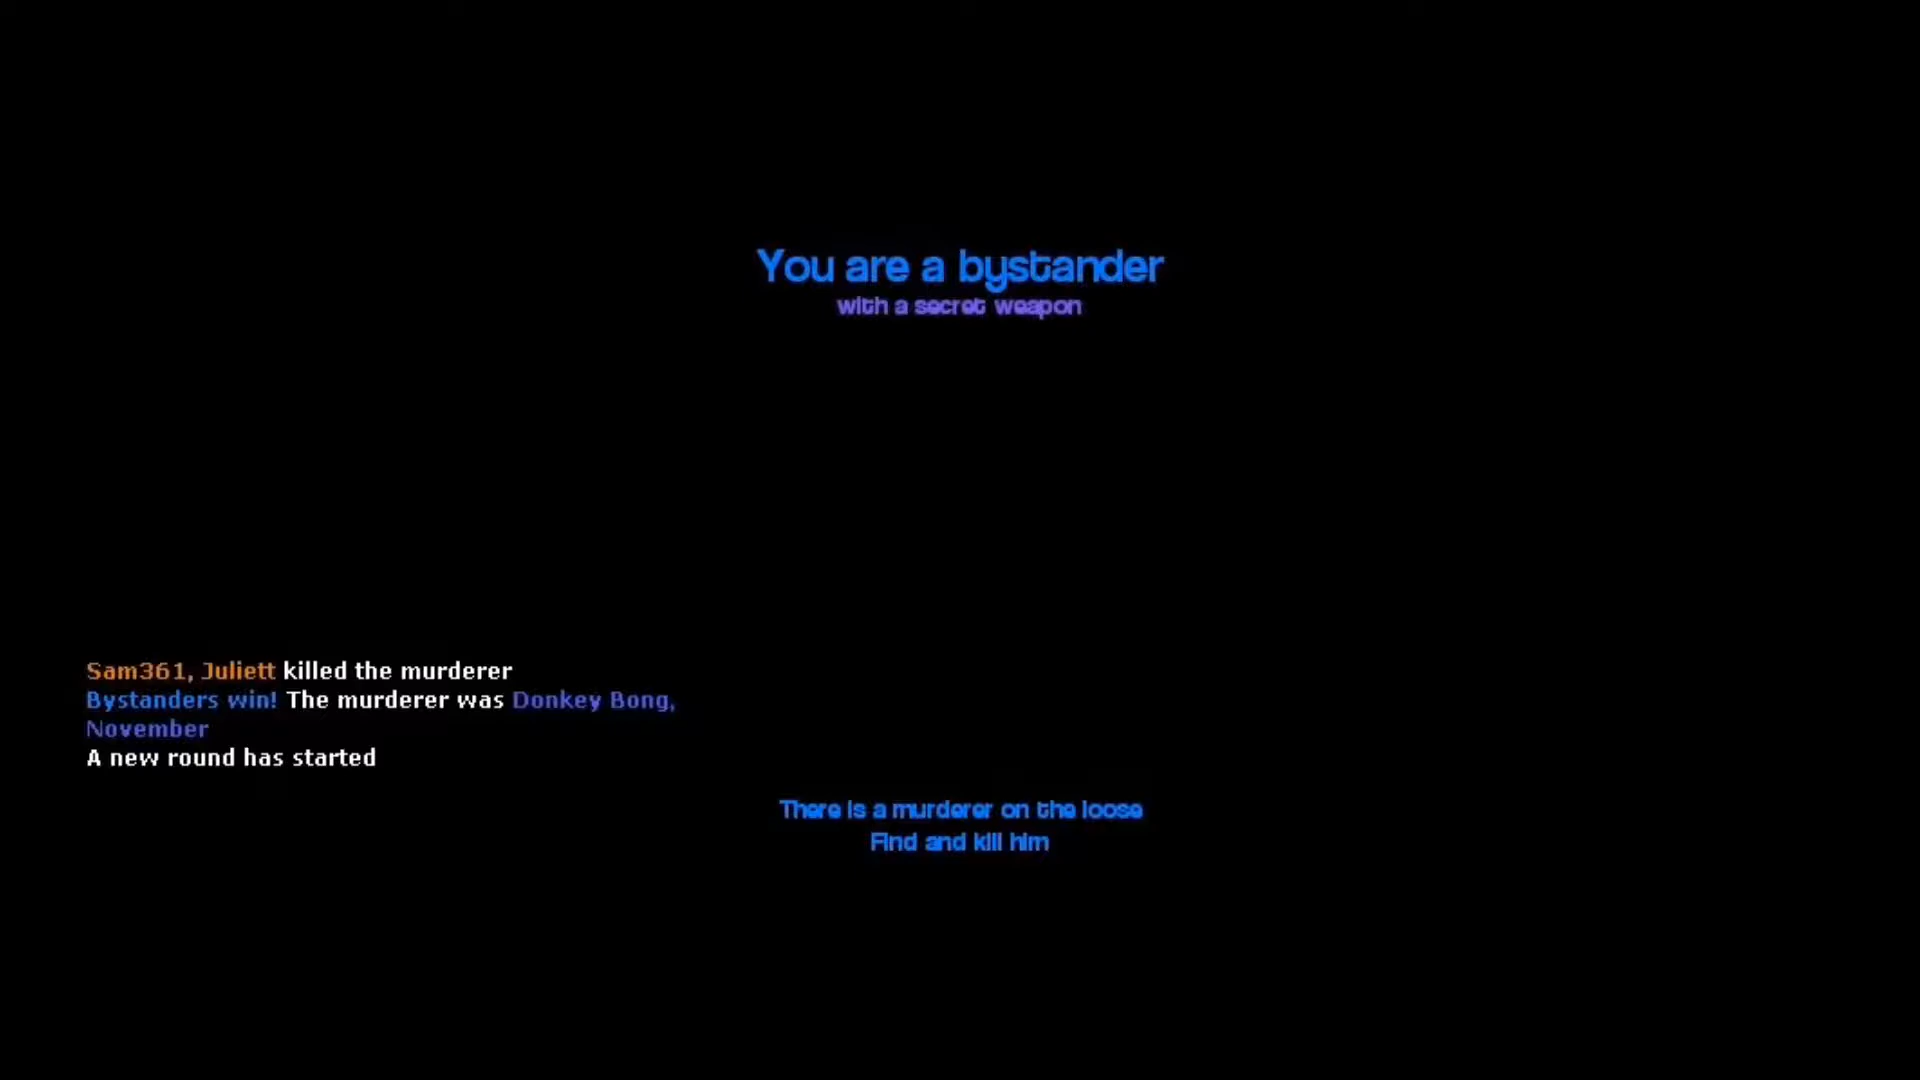 You are a bystander
with a secret weapon
Sam361, Juliett killed the murderer
Bystanders win! The murderer was Donkey Bong,
November
A new round has started
There is a murderer on the loose
Find and kill him